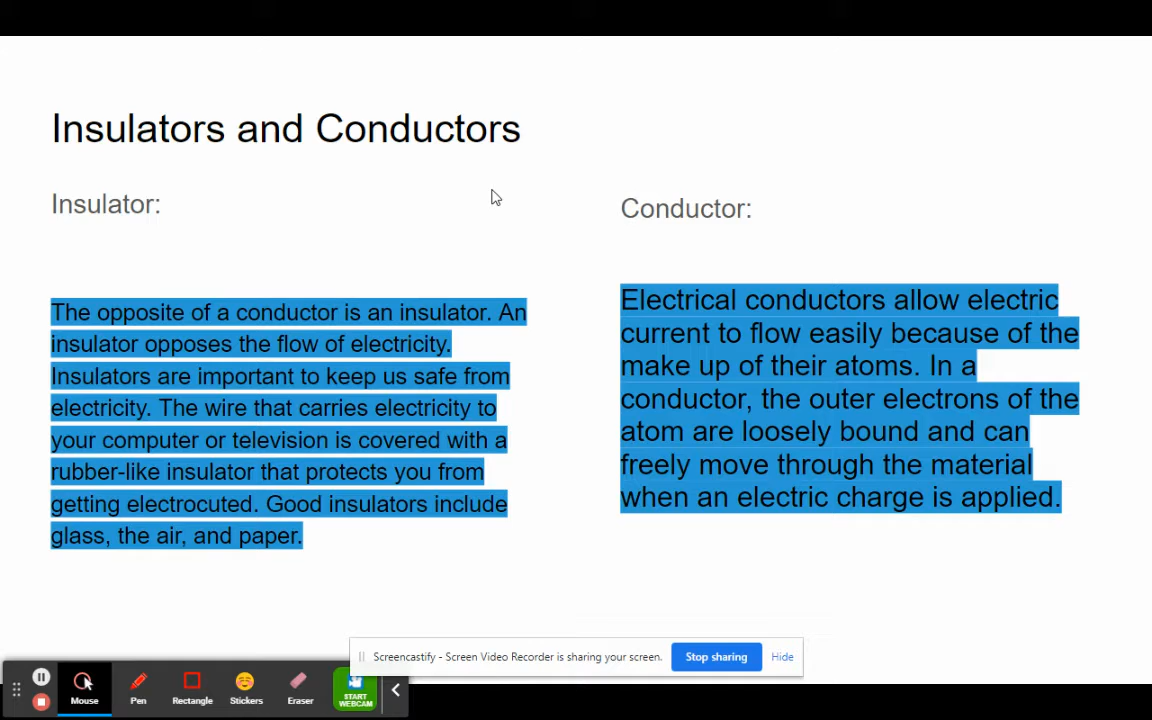 Insulators and Conductors
Insulator:
The opposite of a conductor is an insulator. An
insulator opposes the flow of electricity.
Insulators are important to keep us safe from
electricity. The wire that carries electricity to
your computer or television is covered with a
rubber-like insulator that protects you from
getting electrocuted. Good insulators include
glass, the air, and paper.
Conductor:
Electrical conductors allow electric
current to flow easily because of the
make up of their atoms. In a
conductor, the outer electrons of the
atom are loosely bound and can
freely move through the material
when an electric charge is applied.
Screencastify - Screen Video Recorder is sharing your screen.
Stop sharing
Hide
Mouse
Pen
Rectangle
Stickers
Eraser
START
WEBCAM